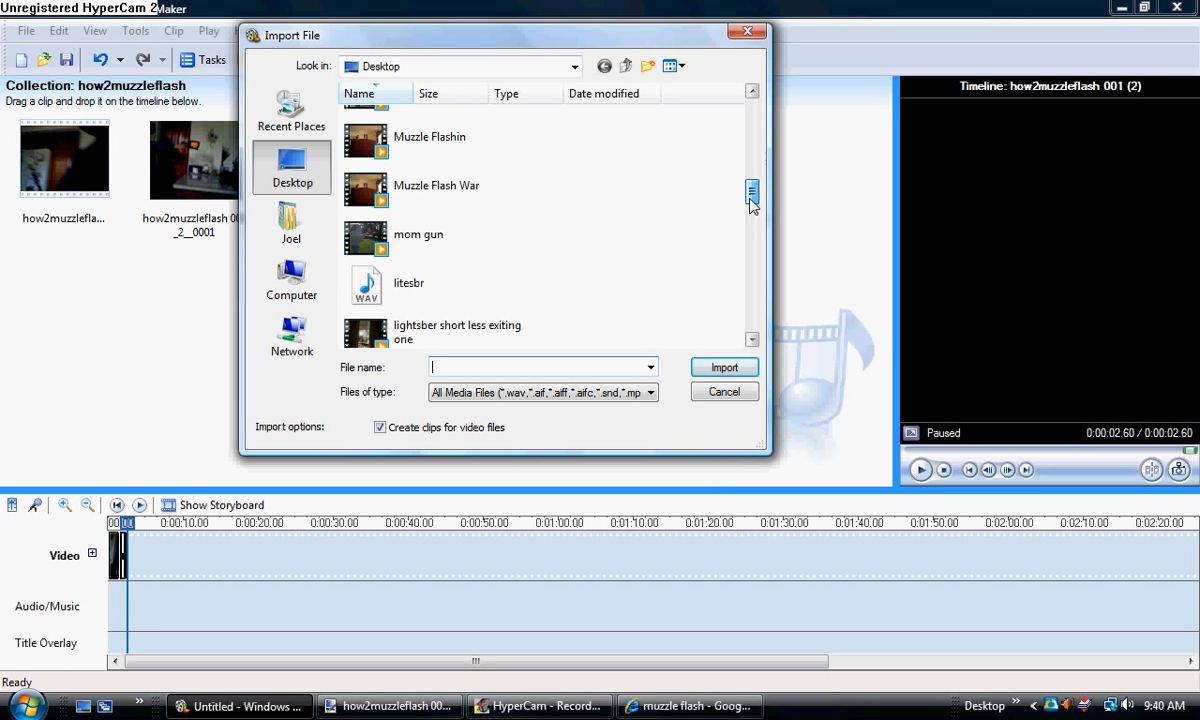 Unregistered HyperCam 2
Maker
File Edit View Tools Clip Play
Tasks
Collection: how2muzzleflash
Drag a clip and drop it on the timeline below.
how2muzzlefla...
how2muzzleflash 00
_2__0001
Import File
Look in: Desktop
Name Size Type Date modified
Recent Places
Desktop
Joel
Computer
Network
Muzzle Flashin
Muzzle Flash War
mom gun
WAV
litesbr
lightsber short less exiting
one
File name: Import
Files of type: All Media Files (*.wav,*.aif,*.aiff,*.aifc,*.snd,*.mp Cancel
Import options: Create clips for video files
Timeline: how2muzzleflash 001 (2)
Paused 0:00:02.60 / 0:00:02.60
Show Storyboard
00 0:00:10.00 0:00:20.00 0:00:30.00 0:00:40.00 0:00:50.00 0:01:00.00 0:01:10.00 0:01:20.00 0:01:30.00 0:01:40.00 0:01:50.00 0:02:00.00 0:02:10.00 0:02:20.00
Video
Audio/Music
Title Overlay
Ready
Untitled - Windows ... how2muzzleflash 00... HyperCam - Record... muzzle flash - Goog... Desktop 9:40 AM